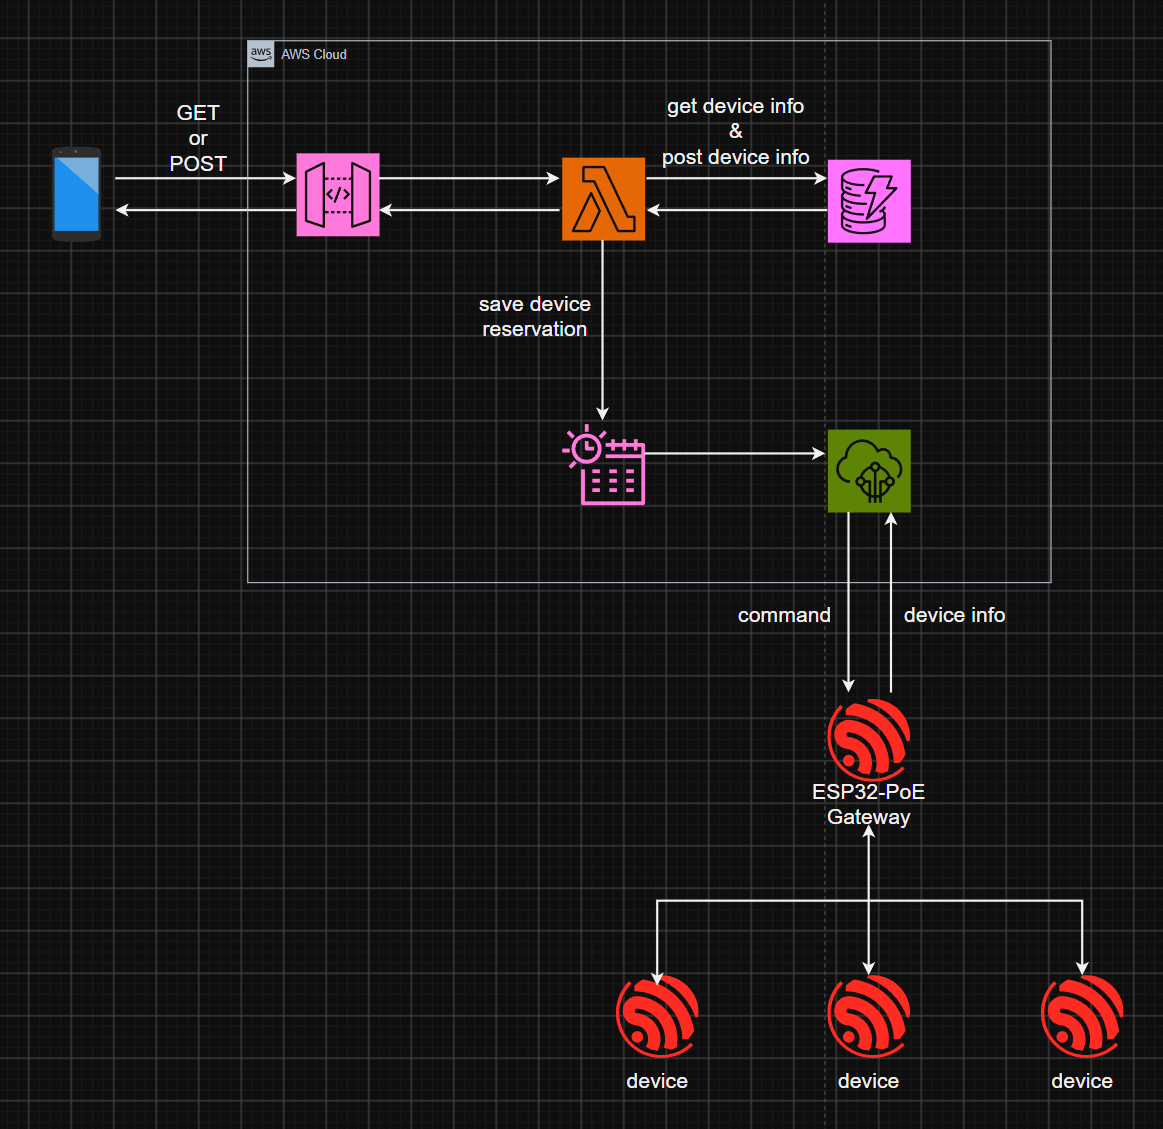 aws
AWS Cloud
GET
or
POST
get device info
&
post device info
</>
save device
reservation
command
device info
ESP32-PoE
Gateway
device
device
device